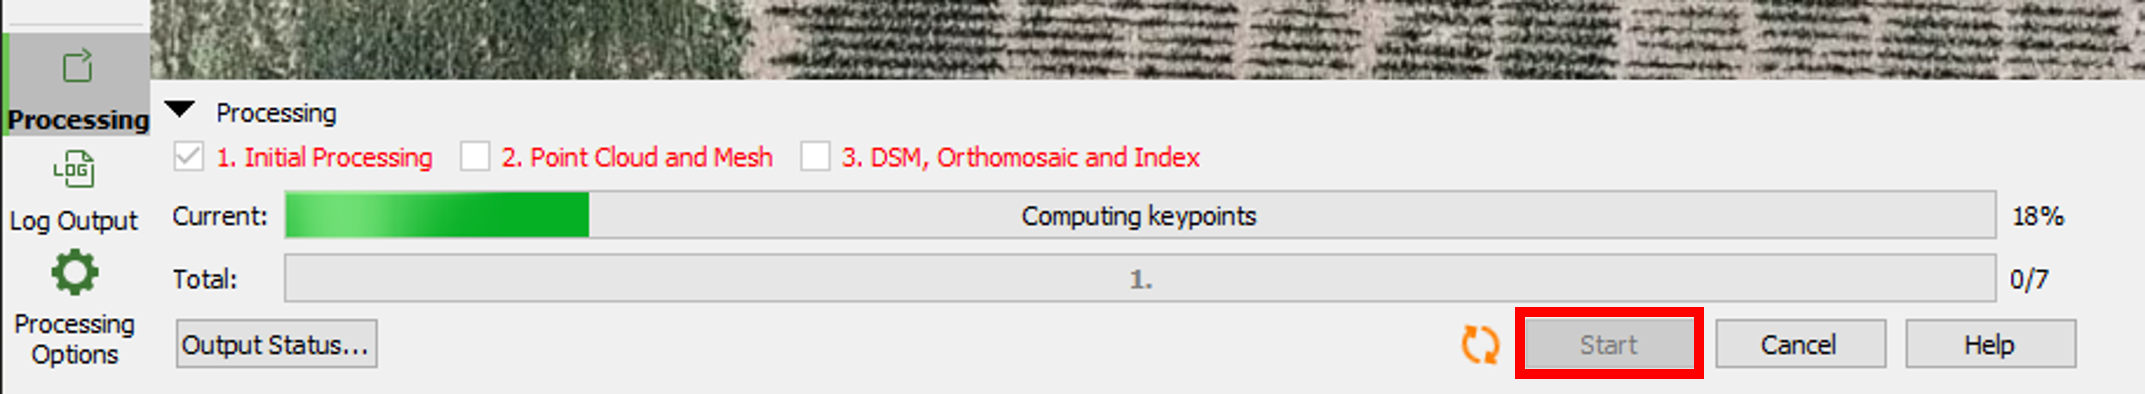 Processing
LOG
Log Output
Processing
Options
Processing
1. Initial Processing 2. Point Cloud and Mesh 3. DSM, Orthomosaic and Index
Current: Computing keypoints 18%
Total: 1. 0/7
Output Status... Start Cancel Help